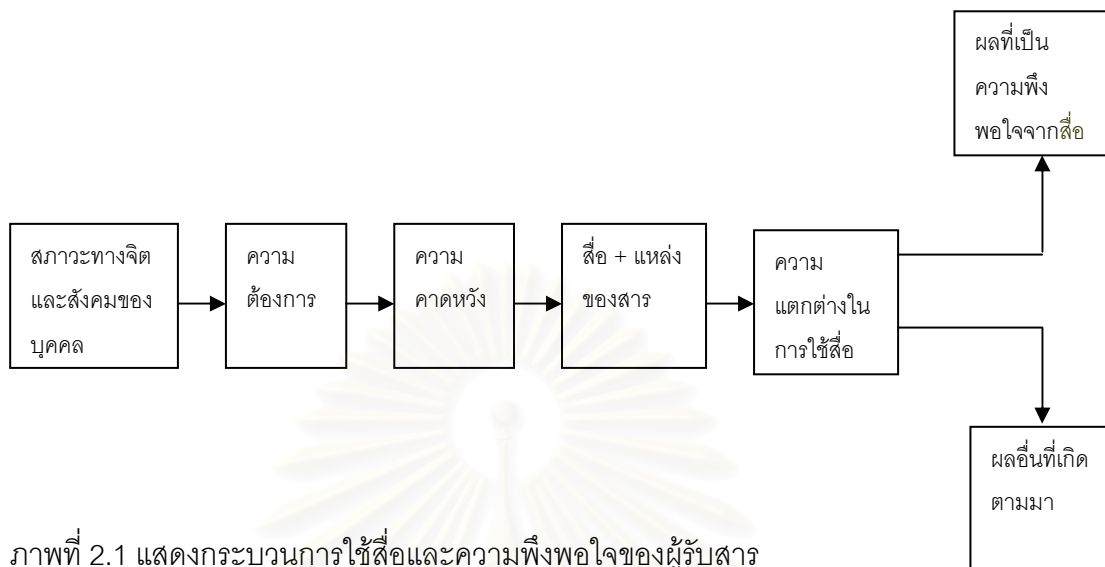 ผลที่เป็น
ความพึง
พอใจจากสื่อ
สภาวะทางจิต
และสังคมของ
บุคคล
ความ
ต้องการ
ความ
คาดหวัง
สื่อ + แหล่ง
ของสาร
ความ
แตกต่างใน
การใช้สื่อ
ผลอื่นที่เกิด
ตามมา
ภาพที่ 2.1 แสดงกระบวนการใช้สื่อและความพึงพอใจของผู้รับสาร